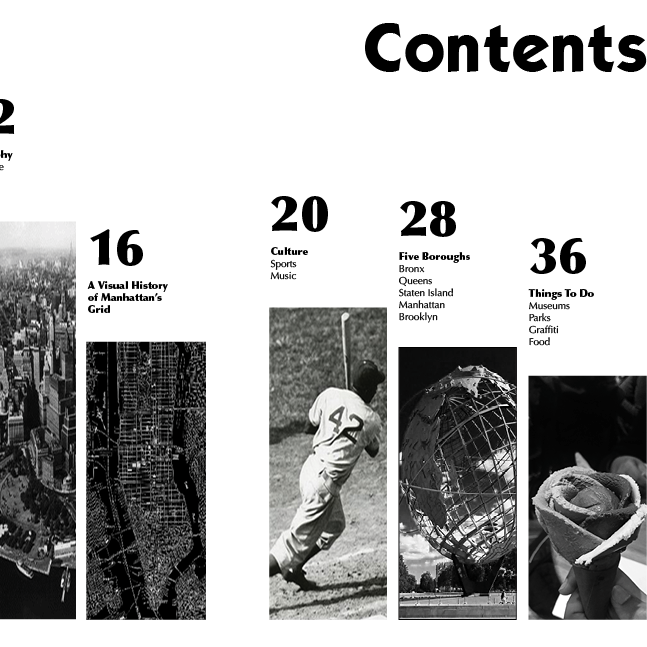 Contents
2
hy
e
16
A Visual History
of Manhattan's
Grid
20
Culture
Sports
Music
42
28
Five Boroughs
Bronx
Queens
Staten Island
Manhattan
Brooklyn
36
Things To Do
Museums
Parks
Graffiti
Food